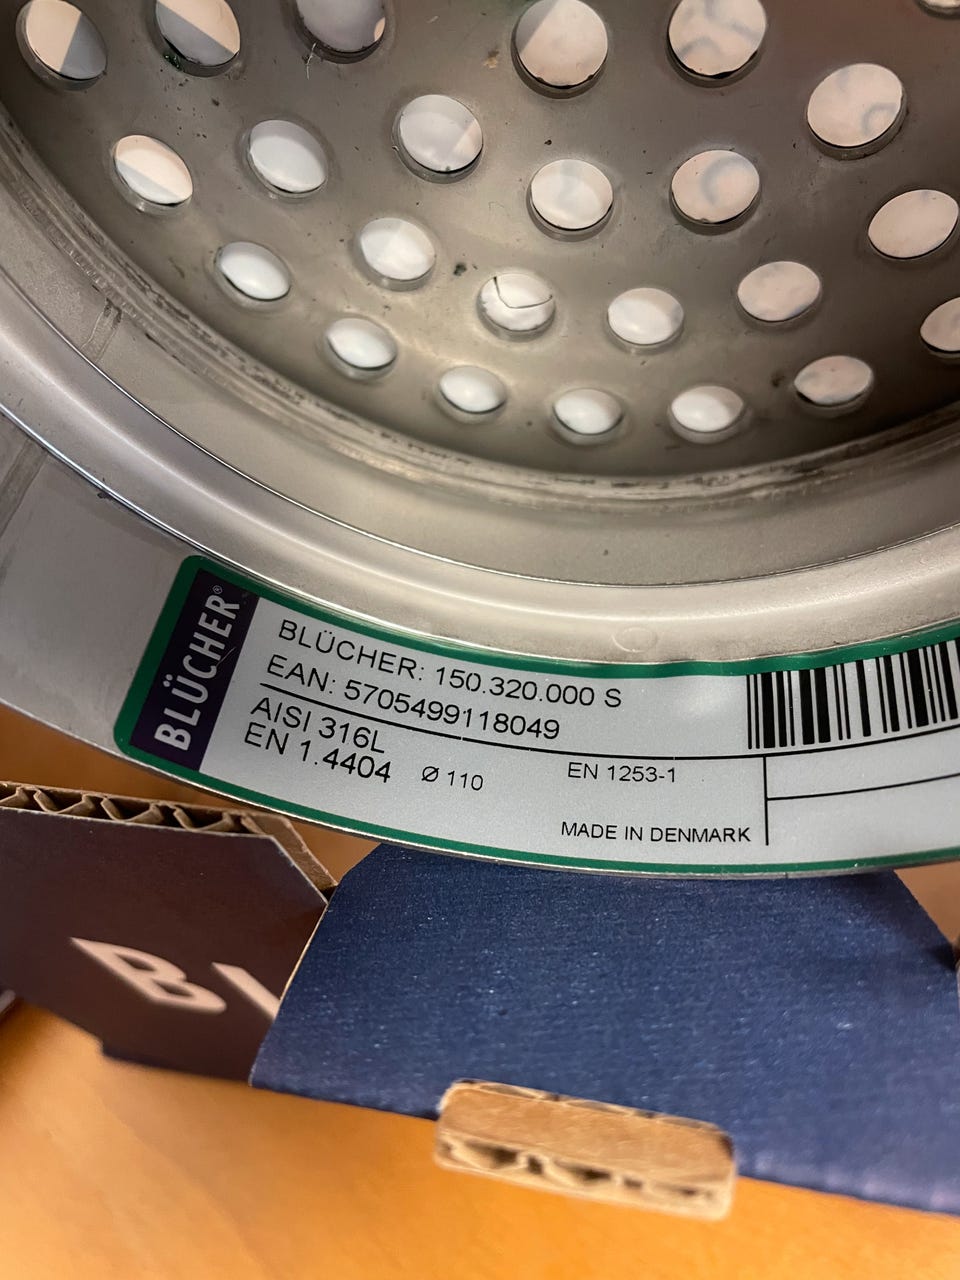 BLÜCHER®
BLÜCHER: 150.320.000 S
EAN: 5705499118049
AISI 316L
EN 1.4404 Ø 110
EN 1253-1
MADE IN DENMARK